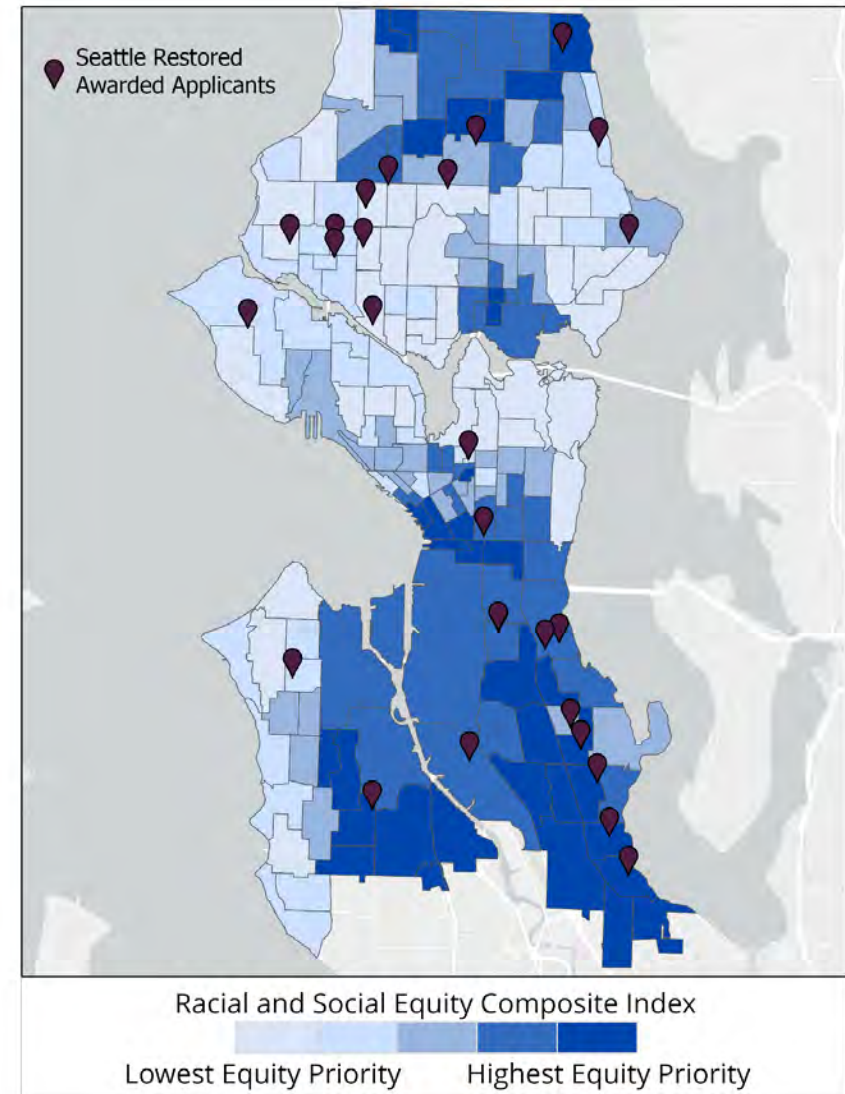 Seattle Restored
Awarded Applicants
Racial and Social Equity Composite Index
Lowest Equity Priority Highest Equity Priority